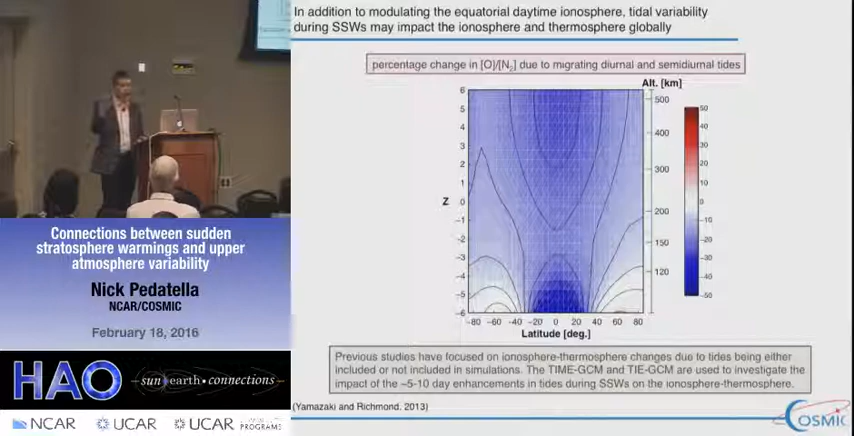 In addition to modulating the equatorial daytime ionosphere, tidal variability
during SSWs may impact the ionosphere and thermosphere globally
percentage change in [O]/[N2] due to migrating diurnal and semidiurnal tides
Alt. [km]
6
5
4
3
2
1
0
-1
-2
-3
-4
-5
-6
Z
500
400
300
200
150
120
50
40
30
20
10
0
-10
-20
-30
-40
-50
-80 -60 -40 -20 0 20 40 60 80
Latitude [deg.]
Previous studies have focused on ionosphere-thermosphere changes due to tides being either
included or not included in simulations. The TIME-GCM and TIE-GCM are used to investigate the
impact of the ~5-10 day enhancements in tides during SSWs on the ionosphere-thermosphere.
(Yamazaki and Richmond, 2013)
COSMIC
Connections between sudden
stratosphere warmings and upper
atmosphere variability
Nick Pedatella
NCAR/COSMIC
February 18, 2016
HAO
sun earth connections
NCAR
UCAR
UCAR COMMUNITY
PROGRAMS